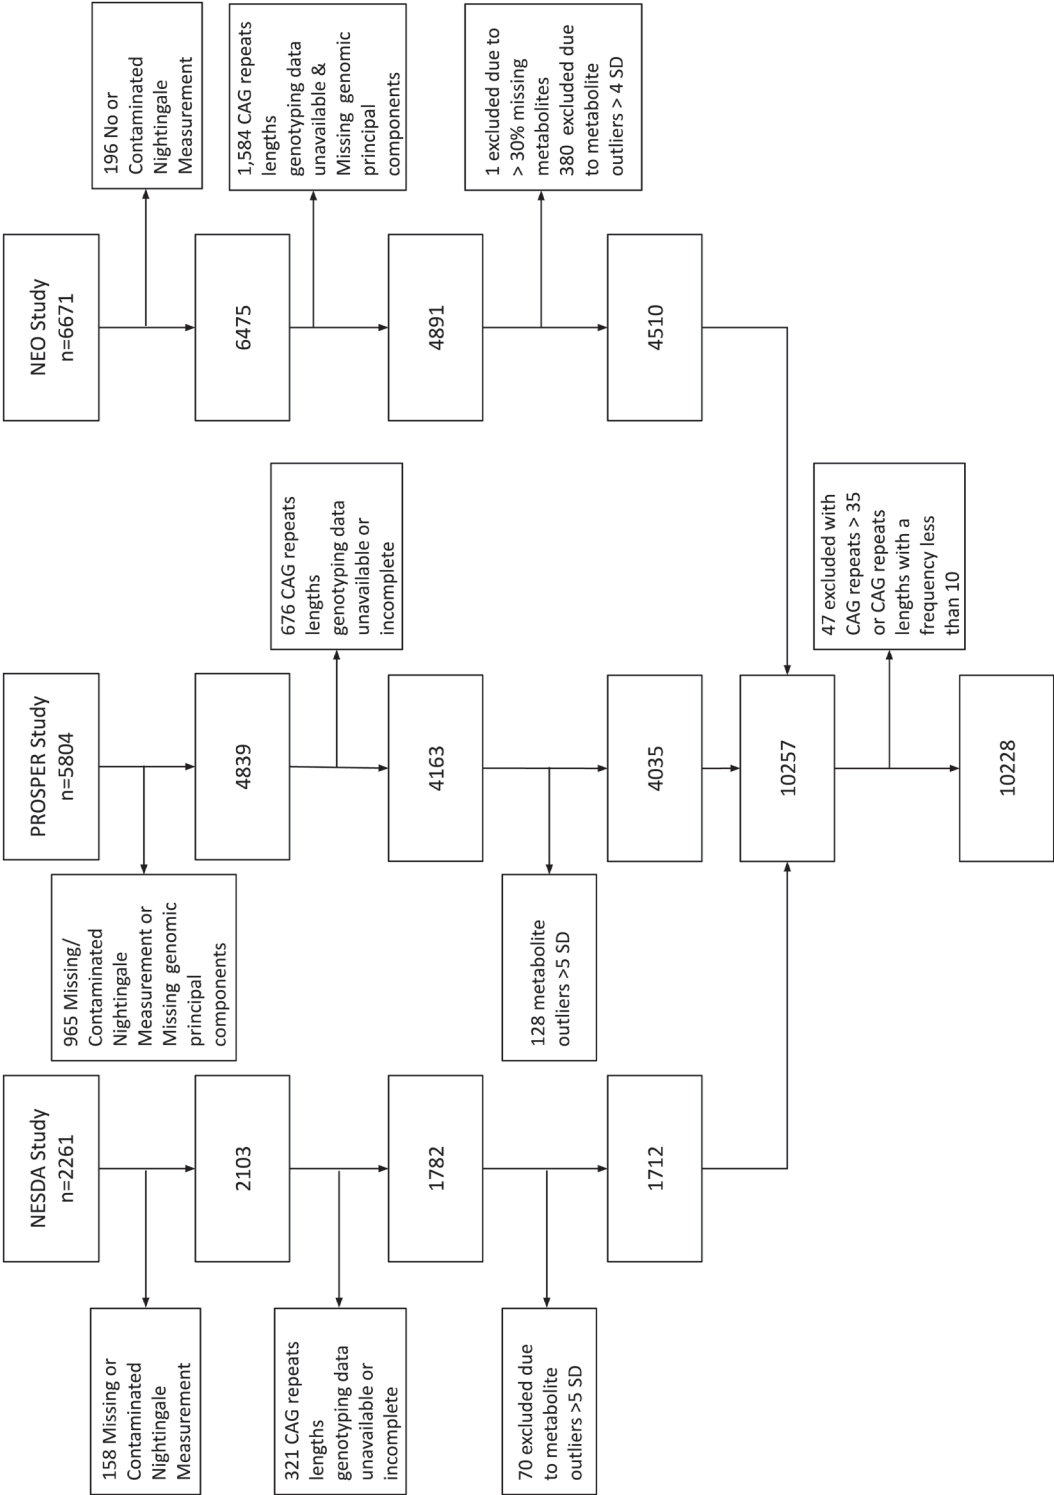 NESDA Study
n=2261
158 Missing or
Contaminated
Nightingale
Measurement
2103
321 CAG repeats
lengths
genotyping data
unavailable or
incomplete
1782
70 excluded due
to metabolite
outliers >5 SD
1712
PROSPER Study
n=5804
965 Missing/
Contaminated
Nightingale
Measurement or
Missing genomic
principal
components
4839
676 CAG repeats
lengths
genotyping data
unavailable or
incomplete
4163
128 metabolite
outliers >5 SD
4035
NEO Study
n=6671
196 No or
Contaminated
Nightingale
Measurement
6475
1,584 CAG repeats
lengths
genotyping data
unavailable &
Missing genomic
principal
components
4891
1 excluded due to
> 30% missing
metabolites
380 excluded due
to metabolite
outliers > 4 SD
4510
10257
47 excluded with
CAG repeats > 35
or CAG repeats
lengths with a
frequency less
than 10
10228